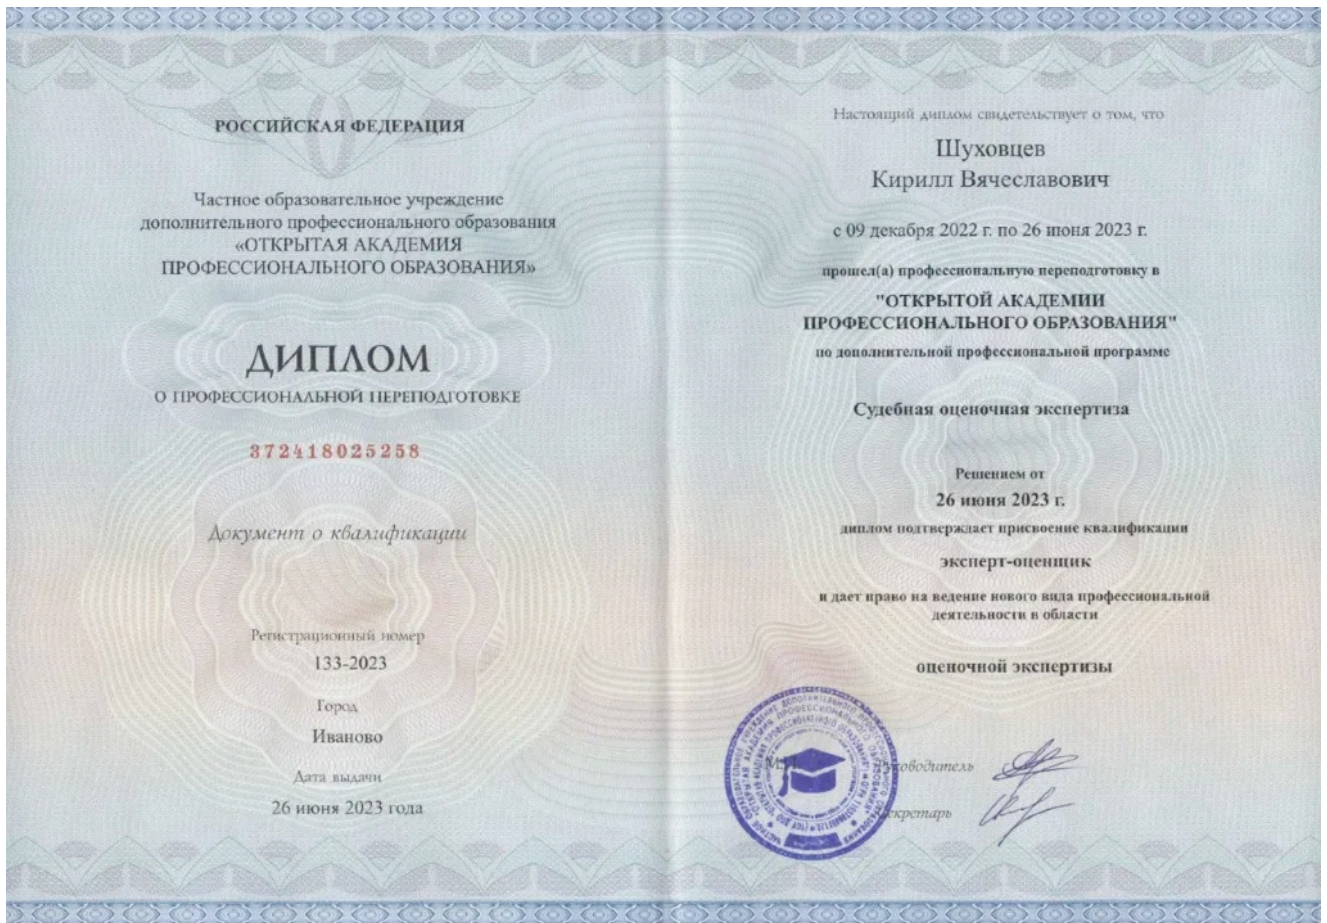 РОССИЙСКАЯ ФЕДЕРАЦИЯ
Частное образовательное учреждение
дополнительного профессионального образования
«ОТКРЫТАЯ АКАДЕМИЯ
ПРОФЕССИОНАЛЬНОГО ОБРАЗОВАНИЯ»
ДИПЛОМ
О ПРОФЕССИОНАЛЬНОЙ ПЕРЕПОДГОТОВКЕ
372418025258
Документ о квалификации
Регистрационный номер
133-2023
Город
Иваново
Дата выдачи
26 июня 2023 года
Настоящий диплом свидетельствует о том, что
Шуховцев
Кирилл Вячеславович
с 09 декабря 2022 г. по 26 июня 2023 г.
прошел(а) профессиональную переподготовку в
"ОТКРЫТОЙ АКАДЕМИИ
ПРОФЕССИОНАЛЬНОГО ОБРАЗОВАНИЯ"
по дополнительной профессиональной программе
Судебная оценочная экспертиза
Решением от
26 июня 2023 г.
диплом подтверждает присвоение квалификации
эксперт-оценщик
и дает право на ведение нового вида профессиональной
деятельности в области
оценочной экспертизы
М.П.
Руководитель
Секретарь